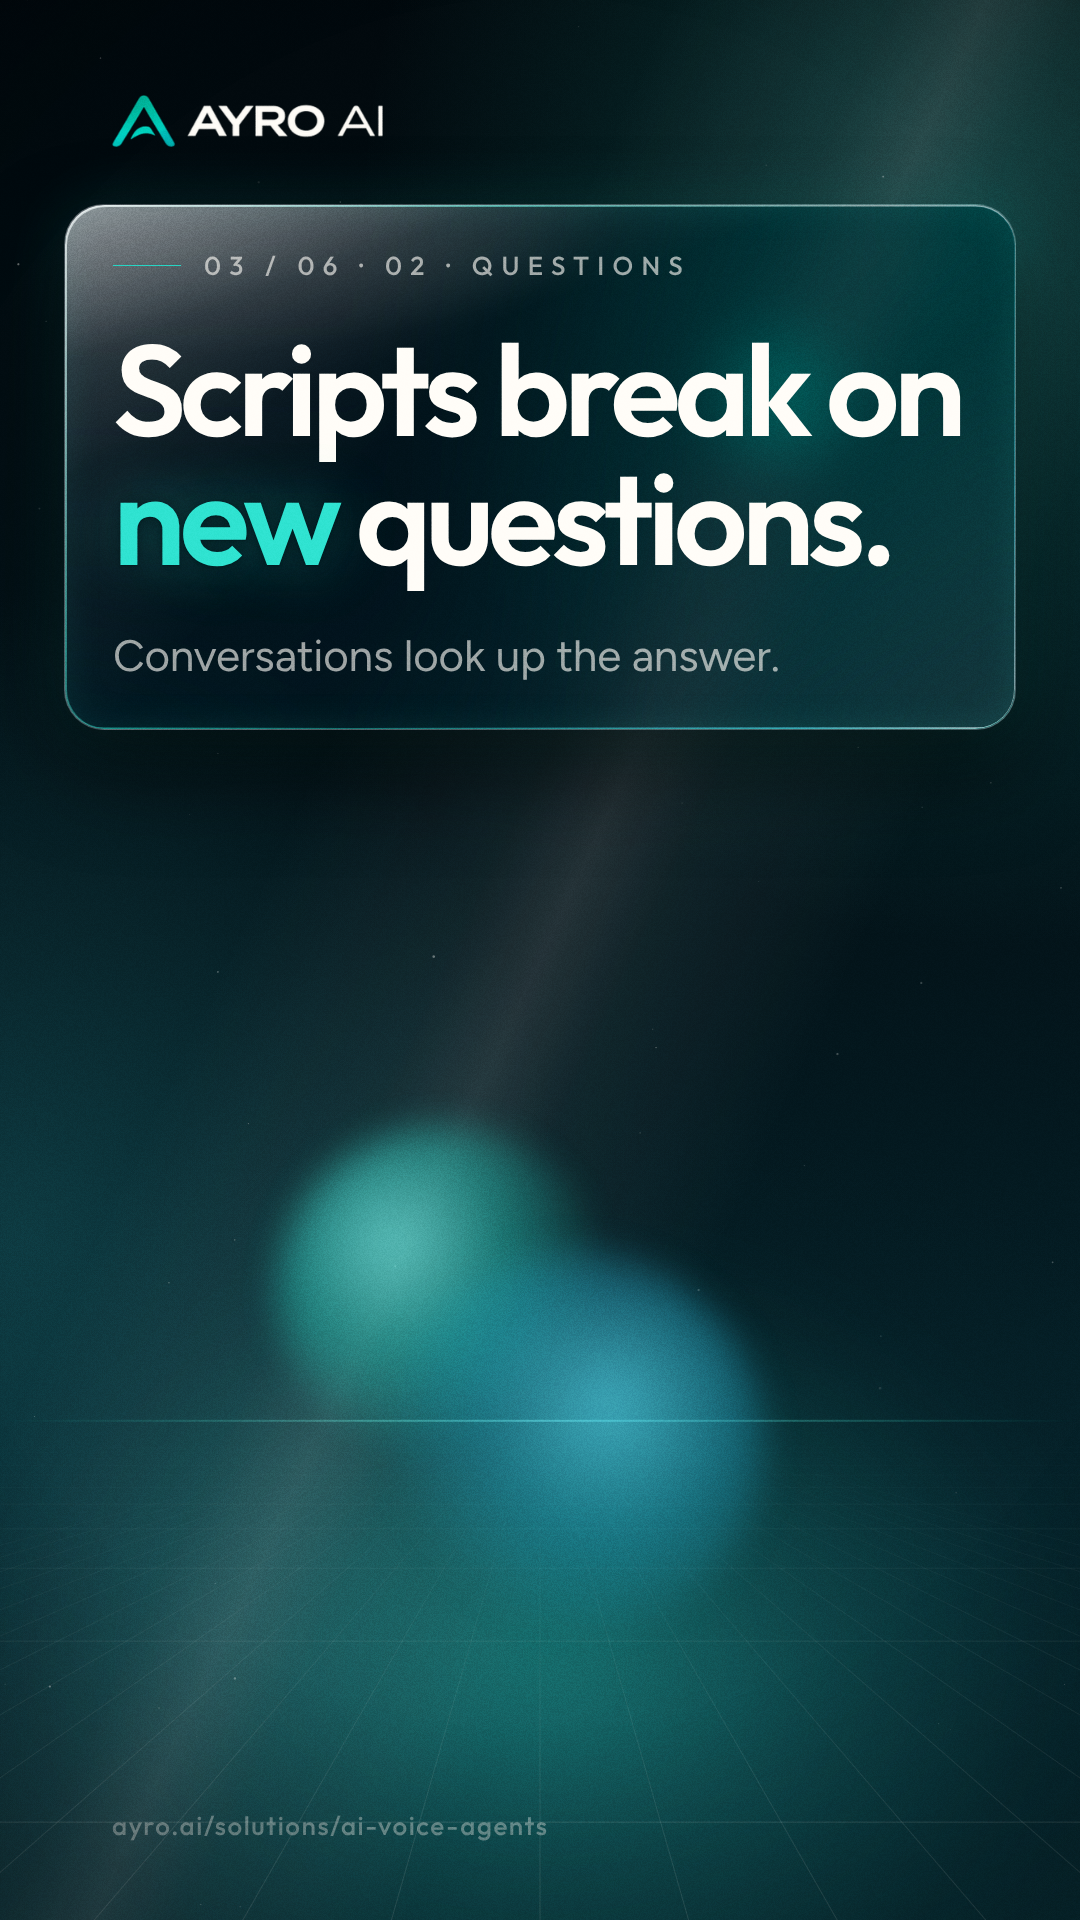 AYRO AI
03 / 06 · 02 · QUESTIONS
Scripts break on
new questions.
Conversations look up the answer.
ayro.ai/solutions/ai-voice-agents